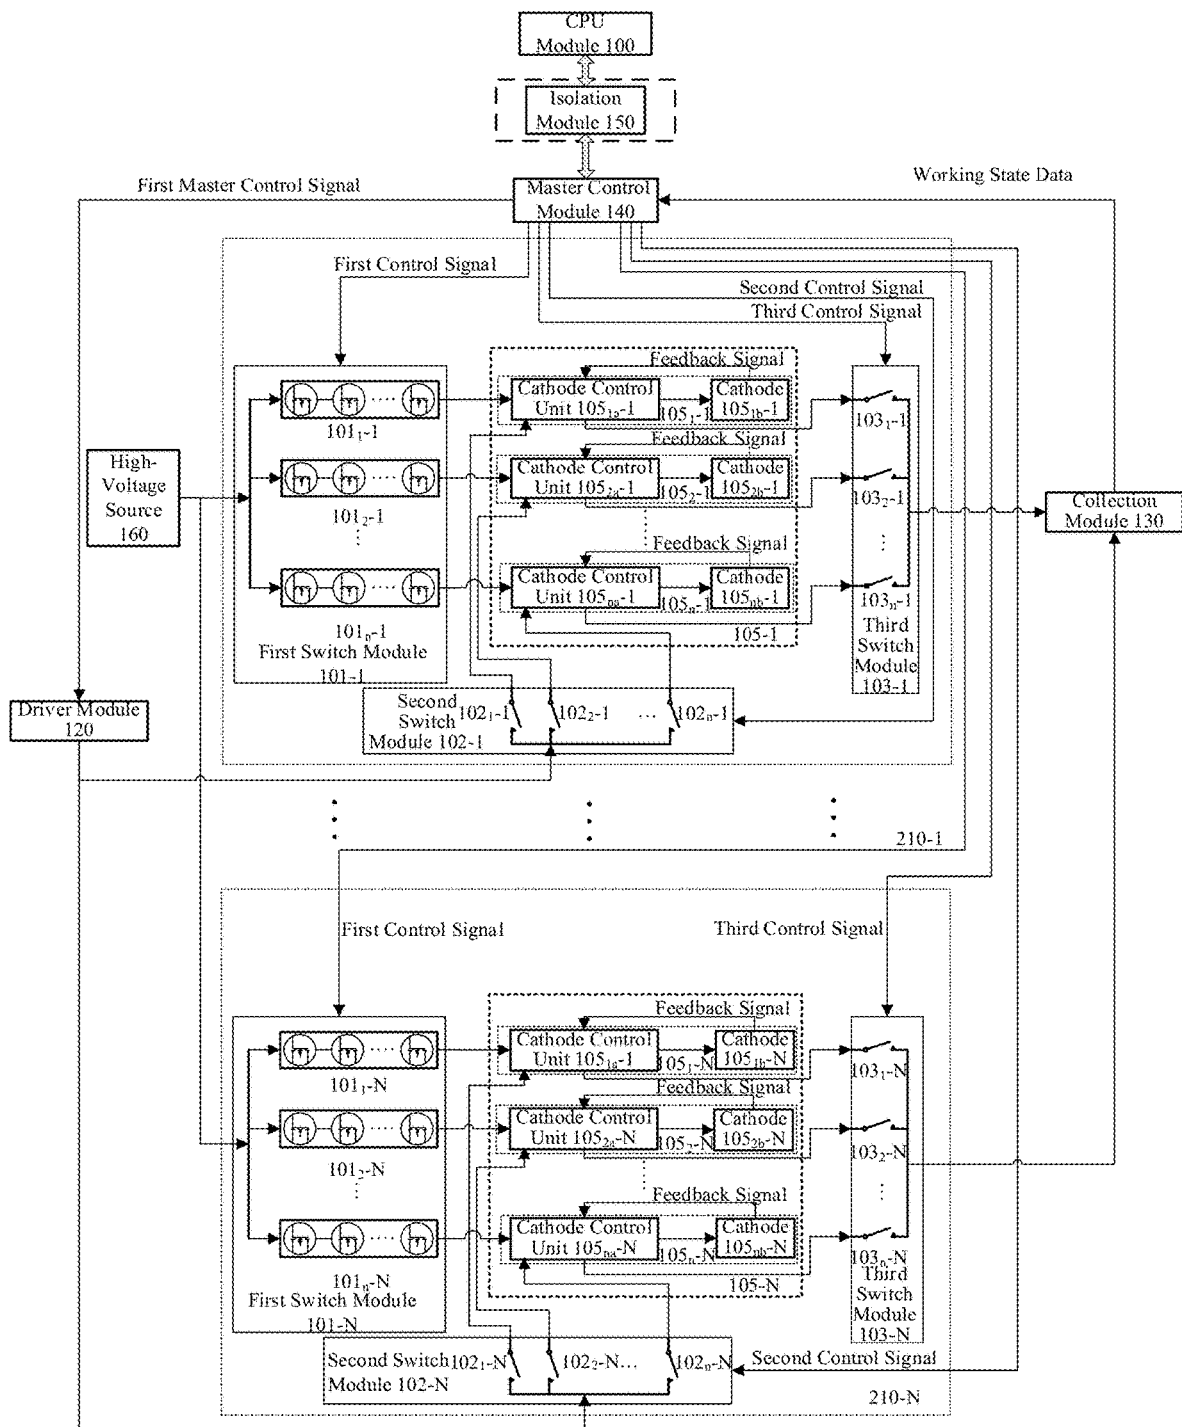 CPU
Module 100
Isolation
Module 150
First Master Control Signal
Master Control
Module 140
Working State Data
First Control Signal
Second Control Signal
Third Control Signal
High-
Voltage
Source
160
101₁-1
101₂-1
101ₙ-1
First Switch Module
101-1
Feedback Signal
Cathode Control
Unit 105₁ₐ-1
105₁-1
Cathode
105₁b-1
Feedback Signal
Cathode Control
Unit 105₂ₐ-1
105₂-1
Cathode
105₂b-1
Feedback Signal
Cathode Control
Unit 105ₙₐ-1
105ₙ-1
Cathode
105ₙb-1
105-1
103₁-1
103₂-1
103ₙ-1
Third
Switch
Module
103-1
Collection
Module 130
Driver Module
120
Second
Switch
Module 102-1
102₁-1
102₂-1
...
102ₙ-1
210-1
First Control Signal
Third Control Signal
101₁-N
101₂-N
101ₙ-N
First Switch Module
101-N
Feedback Signal
Cathode Control
Unit 105₁ₐ-1
105₁-N
Cathode
105₁b-N
Feedback Signal
Cathode Control
Unit 105₂ₐ-N
105₂-N
Cathode
105₂b-N
Feedback Signal
Cathode Control
Unit 105ₙₐ-N
105ₙ-N
Cathode
105ₙb-N
105-N
103₁-N
103₂-N
103ₙ-N
Third
Switch
Module
103-N
Second Switch
Module 102-N
102₁-N
102₂-N...
102ₙ-N
Second Control Signal
210-N